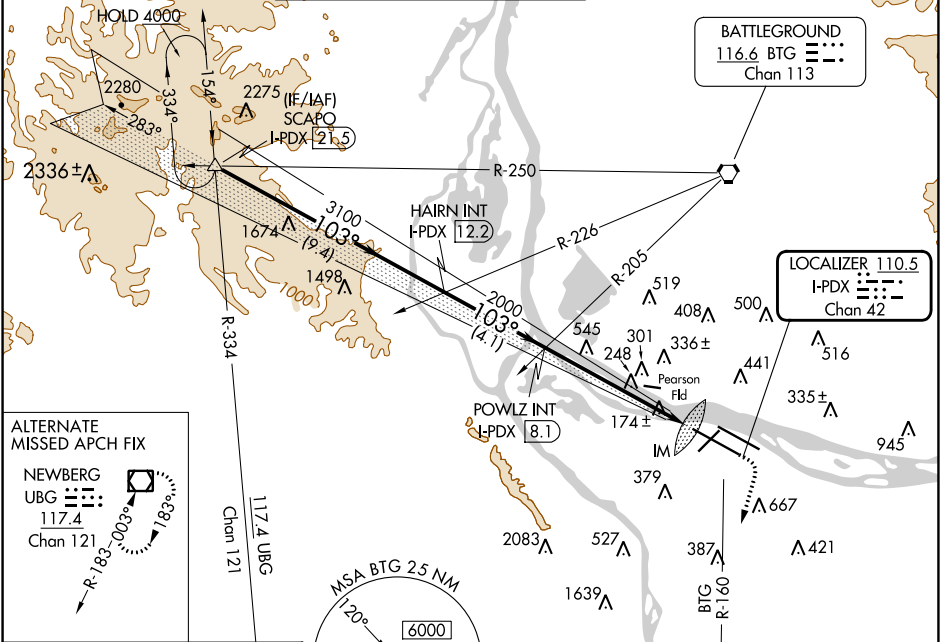 HOLD 4000
BATTLEGROUND
116.6 BTG
Chan 113
154°
334°
2280
283°
2275
(IF/IAF)
SCAPO
I-PDX 21.5
2336 ±
R-250
3100
103°
(9.4)
1674
HAIRN INT
I-PDX 12.2
R-226
R-205
1498
1000
LOCALIZER 110.5
I-PDX
Chan 42
2000
103°
(4.1)
519
408
500
545
301
248
336 ±
516
441
Pearson
Fld
335 ±
R-334
174 ±
POWLZ INT
I-PDX 8.1
IM
945
ALTERNATE
MISSED APCH FIX
NEWBERG
UBG
117.4
Chan 121
183°
R-183-003°
379
667
117.4 UBG
Chan 121
2083
527
387
421
BTG
R-160
1639
MSA BTG 25 NM
120°
6000